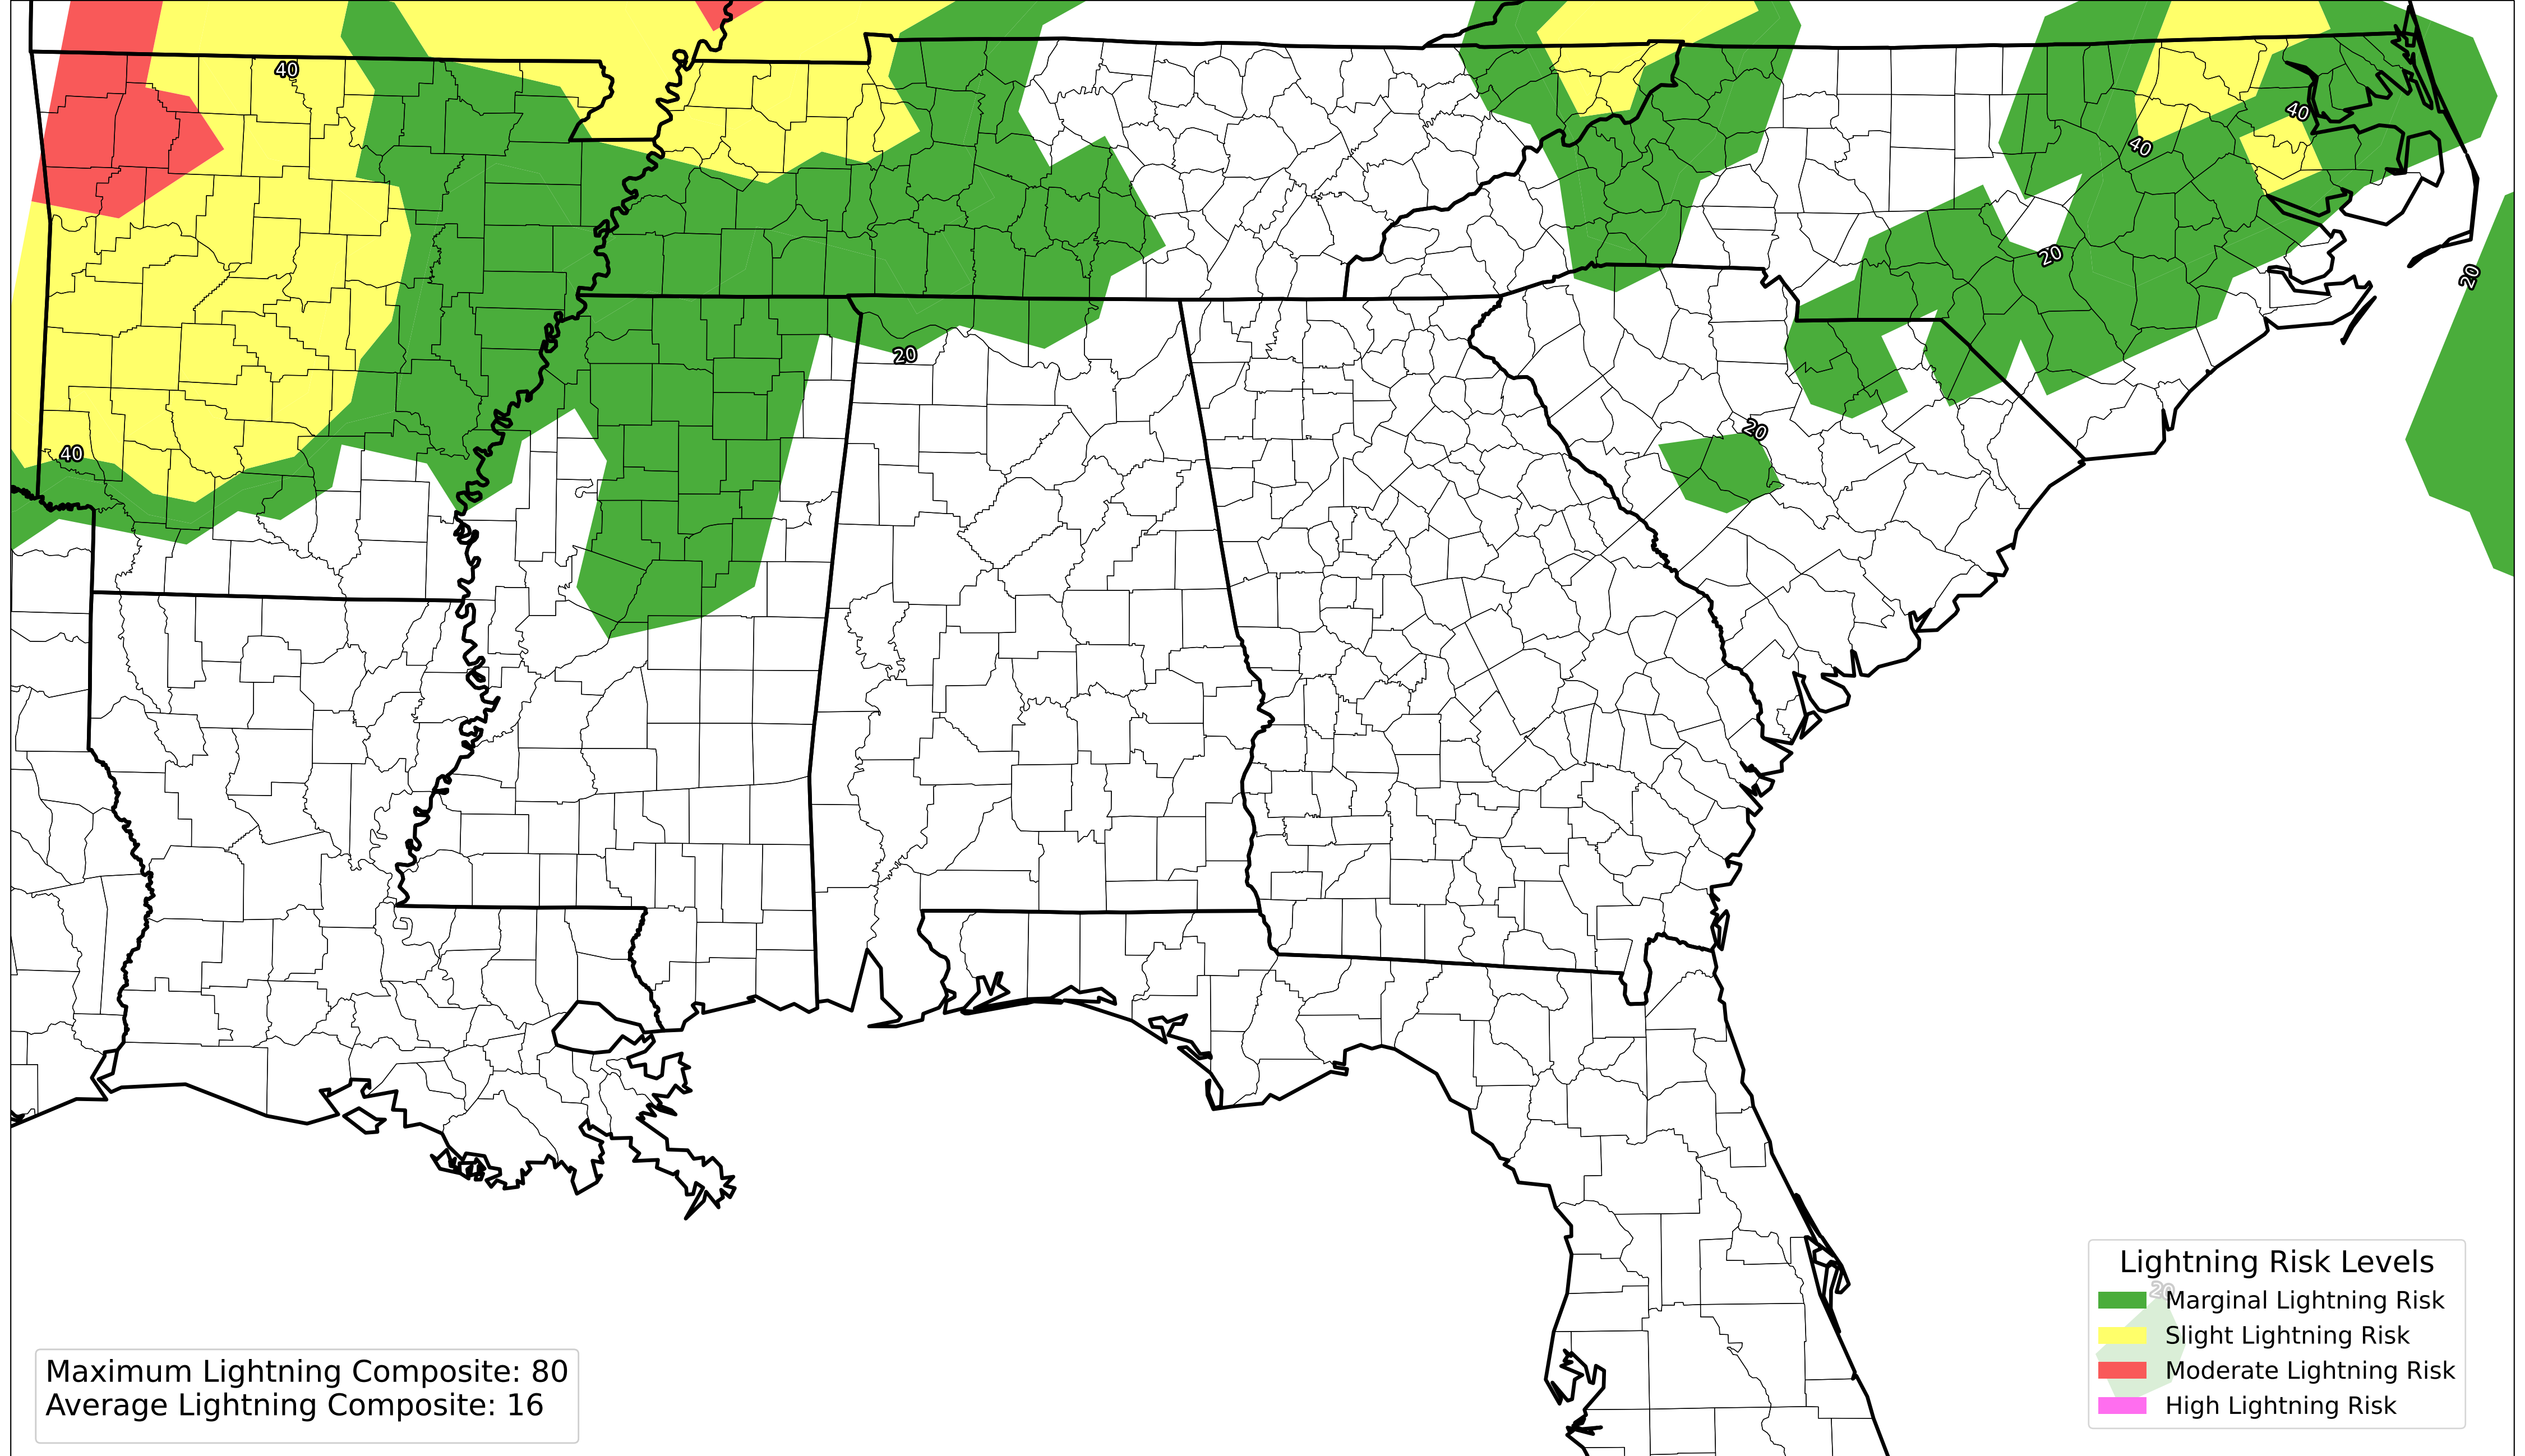 40
40
40
20
20
20
40
20
Lightning Risk Levels
20
Marginal Lightning Risk
Slight Lightning Risk
Moderate Lightning Risk
High Lightning Risk
Maximum Lightning Composite: 80
Average Lightning Composite: 16